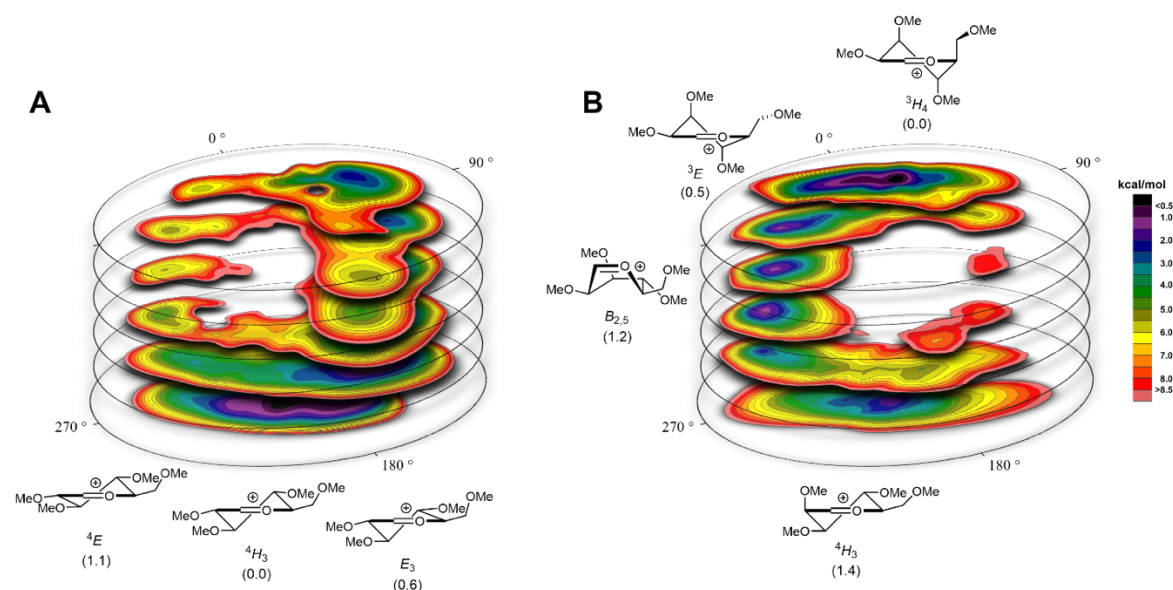 A
0 °
90 °
270 °
180 °
MeO
MeO
OMe
O
⊕
OMe
4E
(1.1)
MeO
MeO
OMe
O
⊕
OMe
4H3
(0.0)
MeO
MeO
OMe
O
⊕
OMe
E3
(0.6)
B
OMe
MeO
O
⊕
OMe
OMe
3H4
(0.0)
OMe
MeO
O
⊕
OMe
OMe
3E
(0.5)
0 °
90 °
270 °
180 °
OMe
MeO
O
⊕
OMe
OMe
B2,5
(1.2)
OMe
MeO
O
⊕
OMe
OMe
4H3
(1.4)
kcal/mol
<0.5
1.0
2.0
3.0
4.0
5.0
6.0
7.0
8.0
>8.5